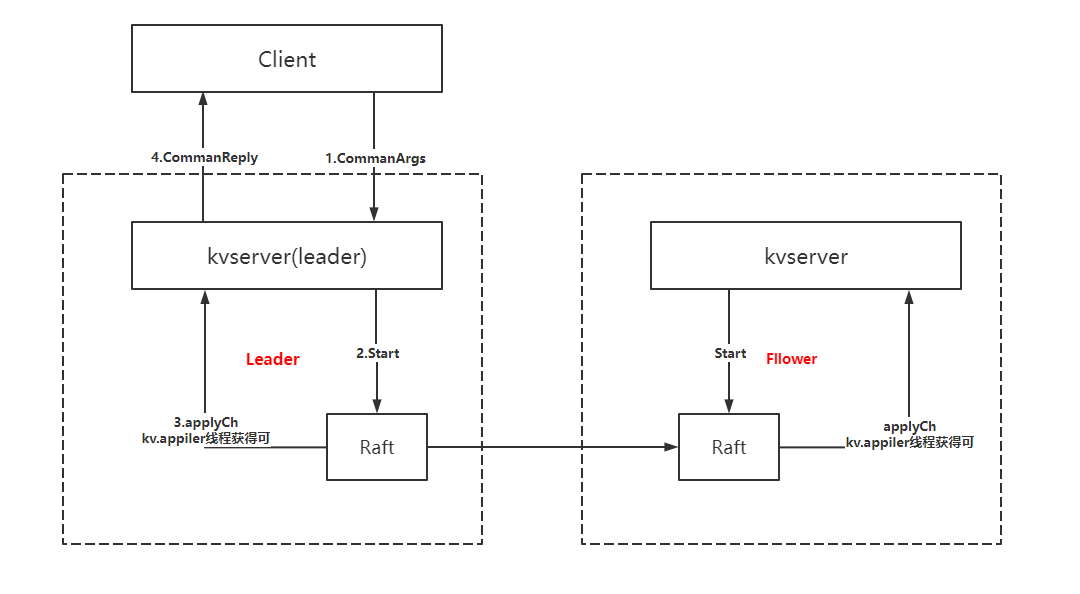 Client
4.CommanReply
1.CommanArgs
kvserver(leader)
kvserver
Leader
2.Start
Start
Fllower
3.applyCh
kv.appiler线程获得可
Raft
Raft
applyCh
kv.appiler线程获得可